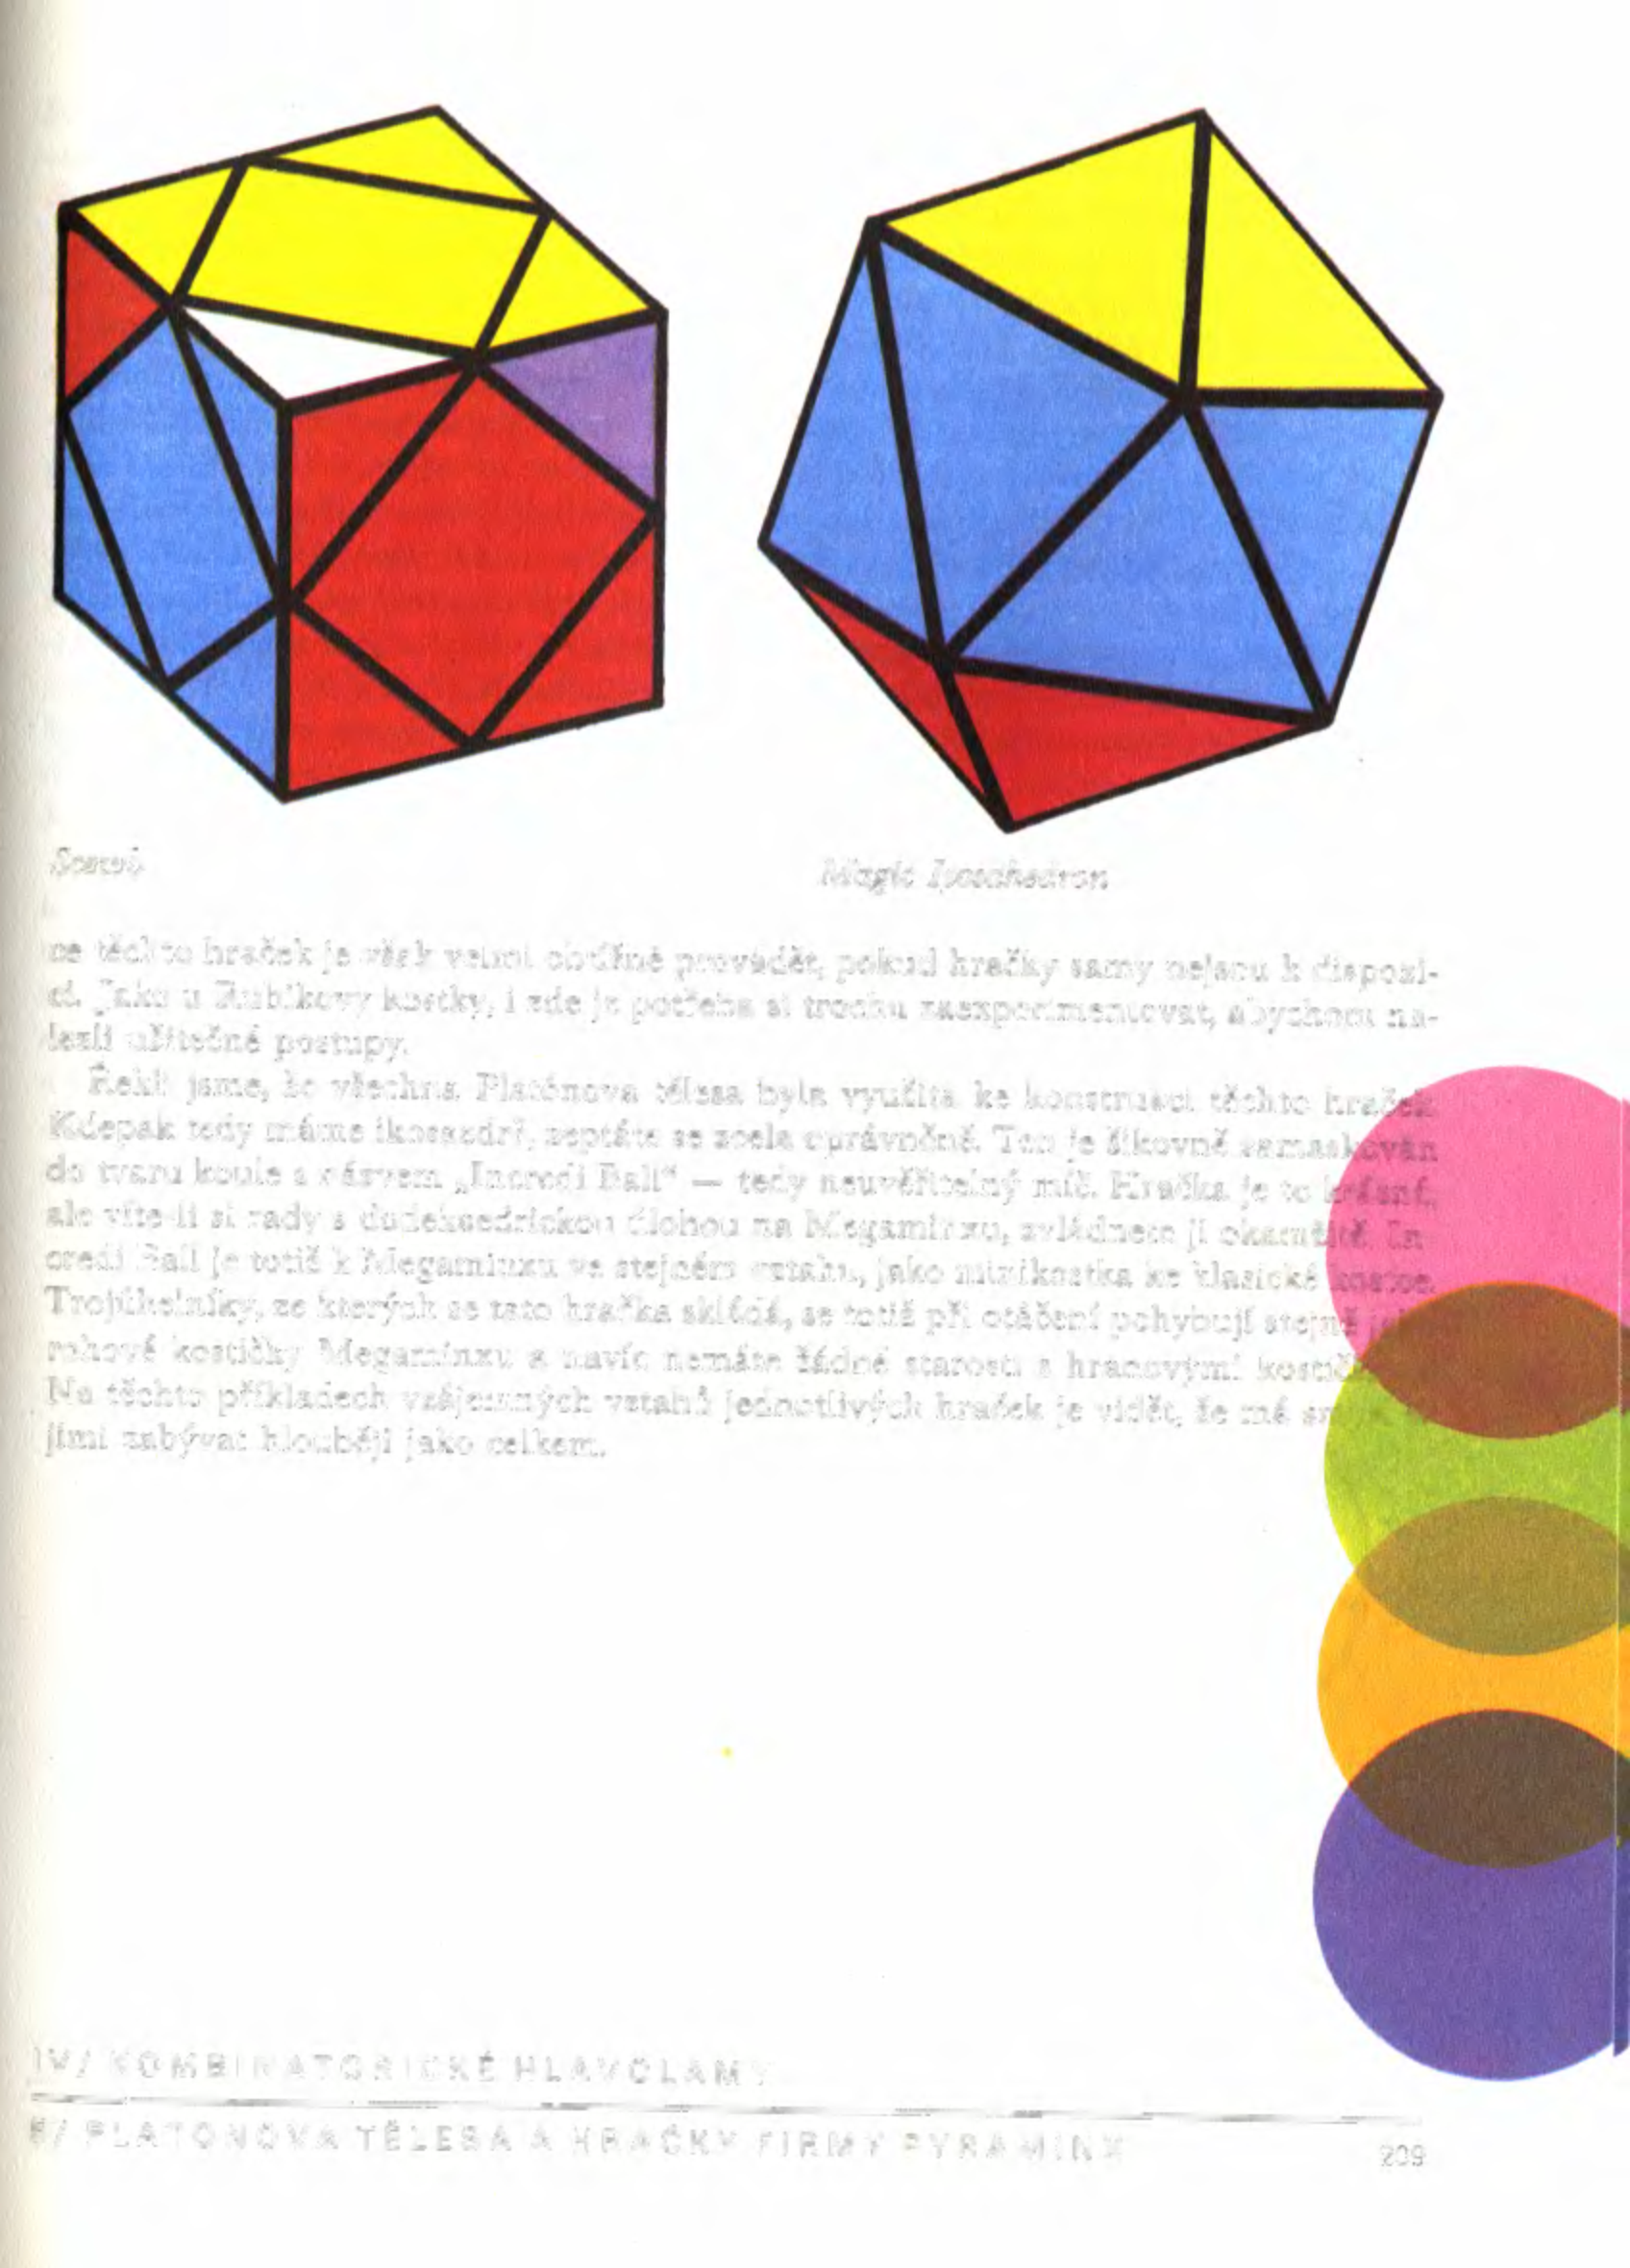 Magic Icosahedron
ce těchto hraček je však velmi obtížné provádět, pokud hračky samy nejsou k dispozi-
ci. Jako u Rubikovy kostky, i zde je potřeba si trochu zaexperimentovat, abychom na-
lezli užitečné postupy.
Řekli jsme, že všechna Platónova tělesa byla využita ke konstrukci těchto hraček
Kdepak tedy máme ikosaedr?, zeptáte se zcela oprávněně. Ten je šikovně zamaskován
do tvaru koule s názvem „Incredi Ball“ — tedy neuvěřitelný míč. Hračka je to krásná,
ale víte-li si rady s dodekaedrickou úlohou na Megaminxu, zvládnete ji okamžitě. In-
credi Ball je totiž k Megaminxu ve stejném vztahu, jako minikostka ke klasické kostce.
Trojúhelníky, ze kterých se tato hračka skládá, se totiž při otáčení pohybují stejně
rohové kostičky Megaminxu a navíc nemáte žádné starosti s hranovými
Na těchto příkladech vzájemných vztahů jednotlivých hraček je vidět, že má
jimi zabývat hlouběji jako celkem.
IV/ KOMBINATORICKÉ HLAVOLAMY
PLATONOVA TĚLESA A HRAČKY FIRMY PYRAMINX
209